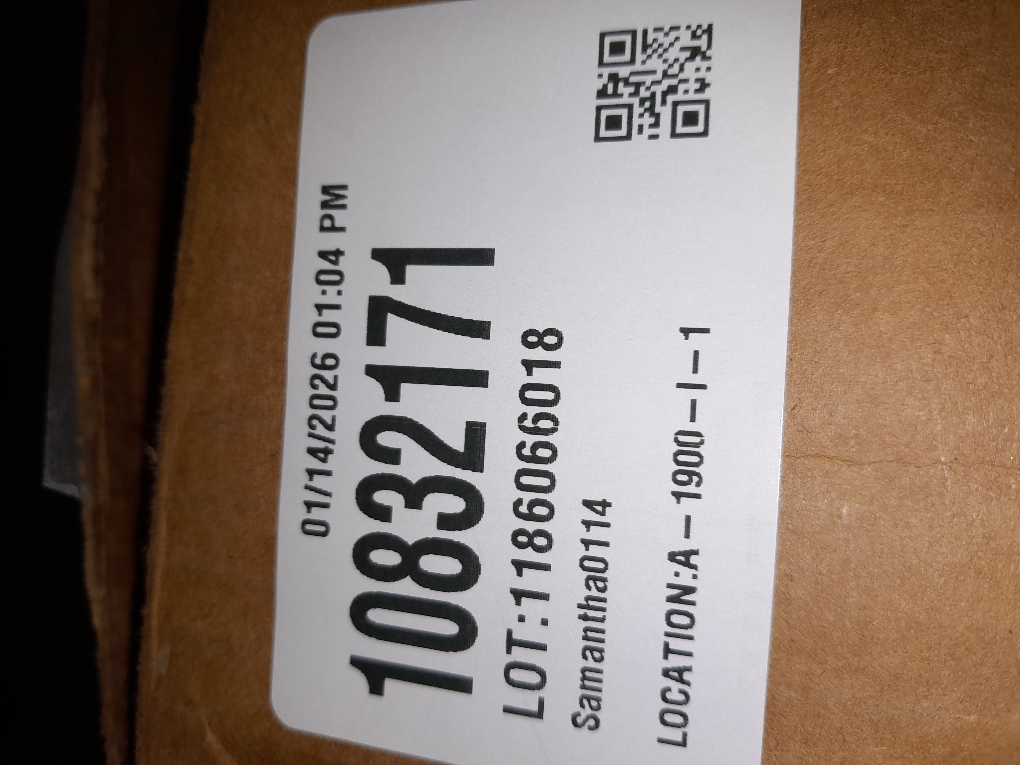 01/14/2026 01:04 PM
10832171
LOT:1186066018
Samantha0114
LOCATION:A-1900-I-1